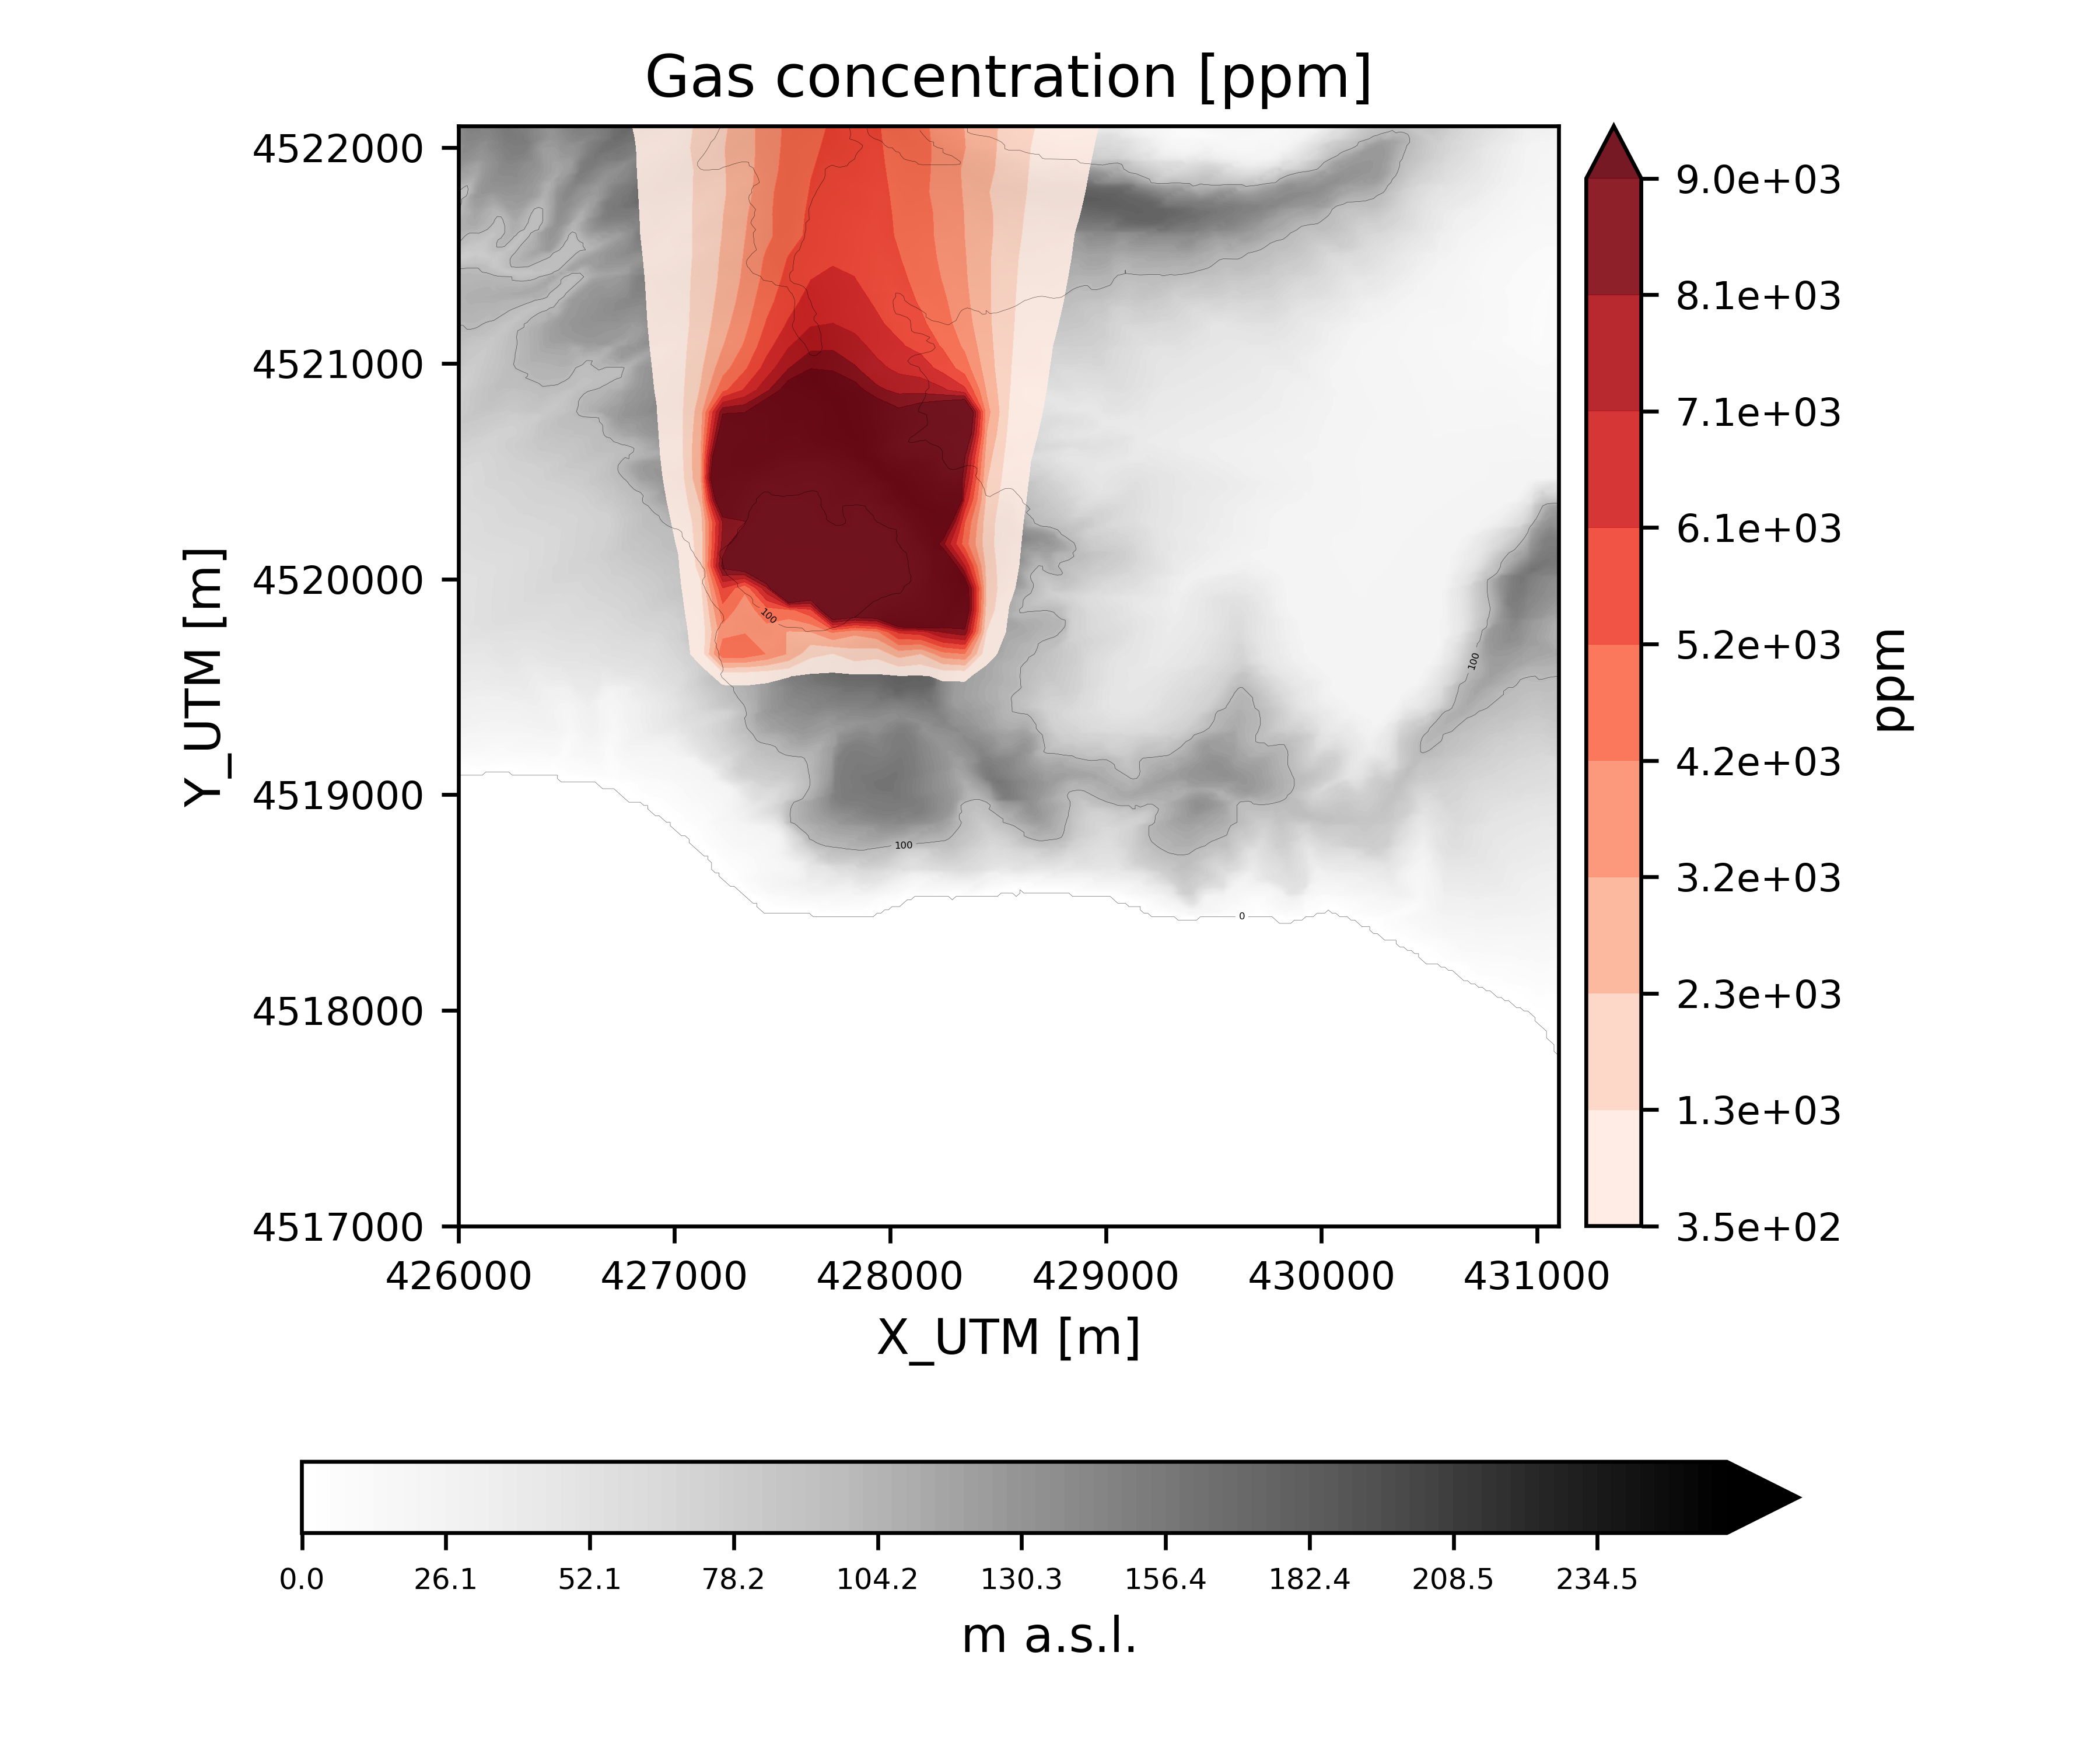 Gas concentration [ppm]
4522000
4521000
4520000
4519000
4518000
4517000
Y_UTM [m]
426000 427000 428000 429000 430000 431000
X_UTM [m]
100
100
100
0
9.0e+03
8.1e+03
7.1e+03
6.1e+03
5.2e+03
4.2e+03
3.2e+03
2.3e+03
1.3e+03
3.5e+02
ppm
0.0 26.1 52.1 78.2 104.2 130.3 156.4 182.4 208.5 234.5
m a.s.l.